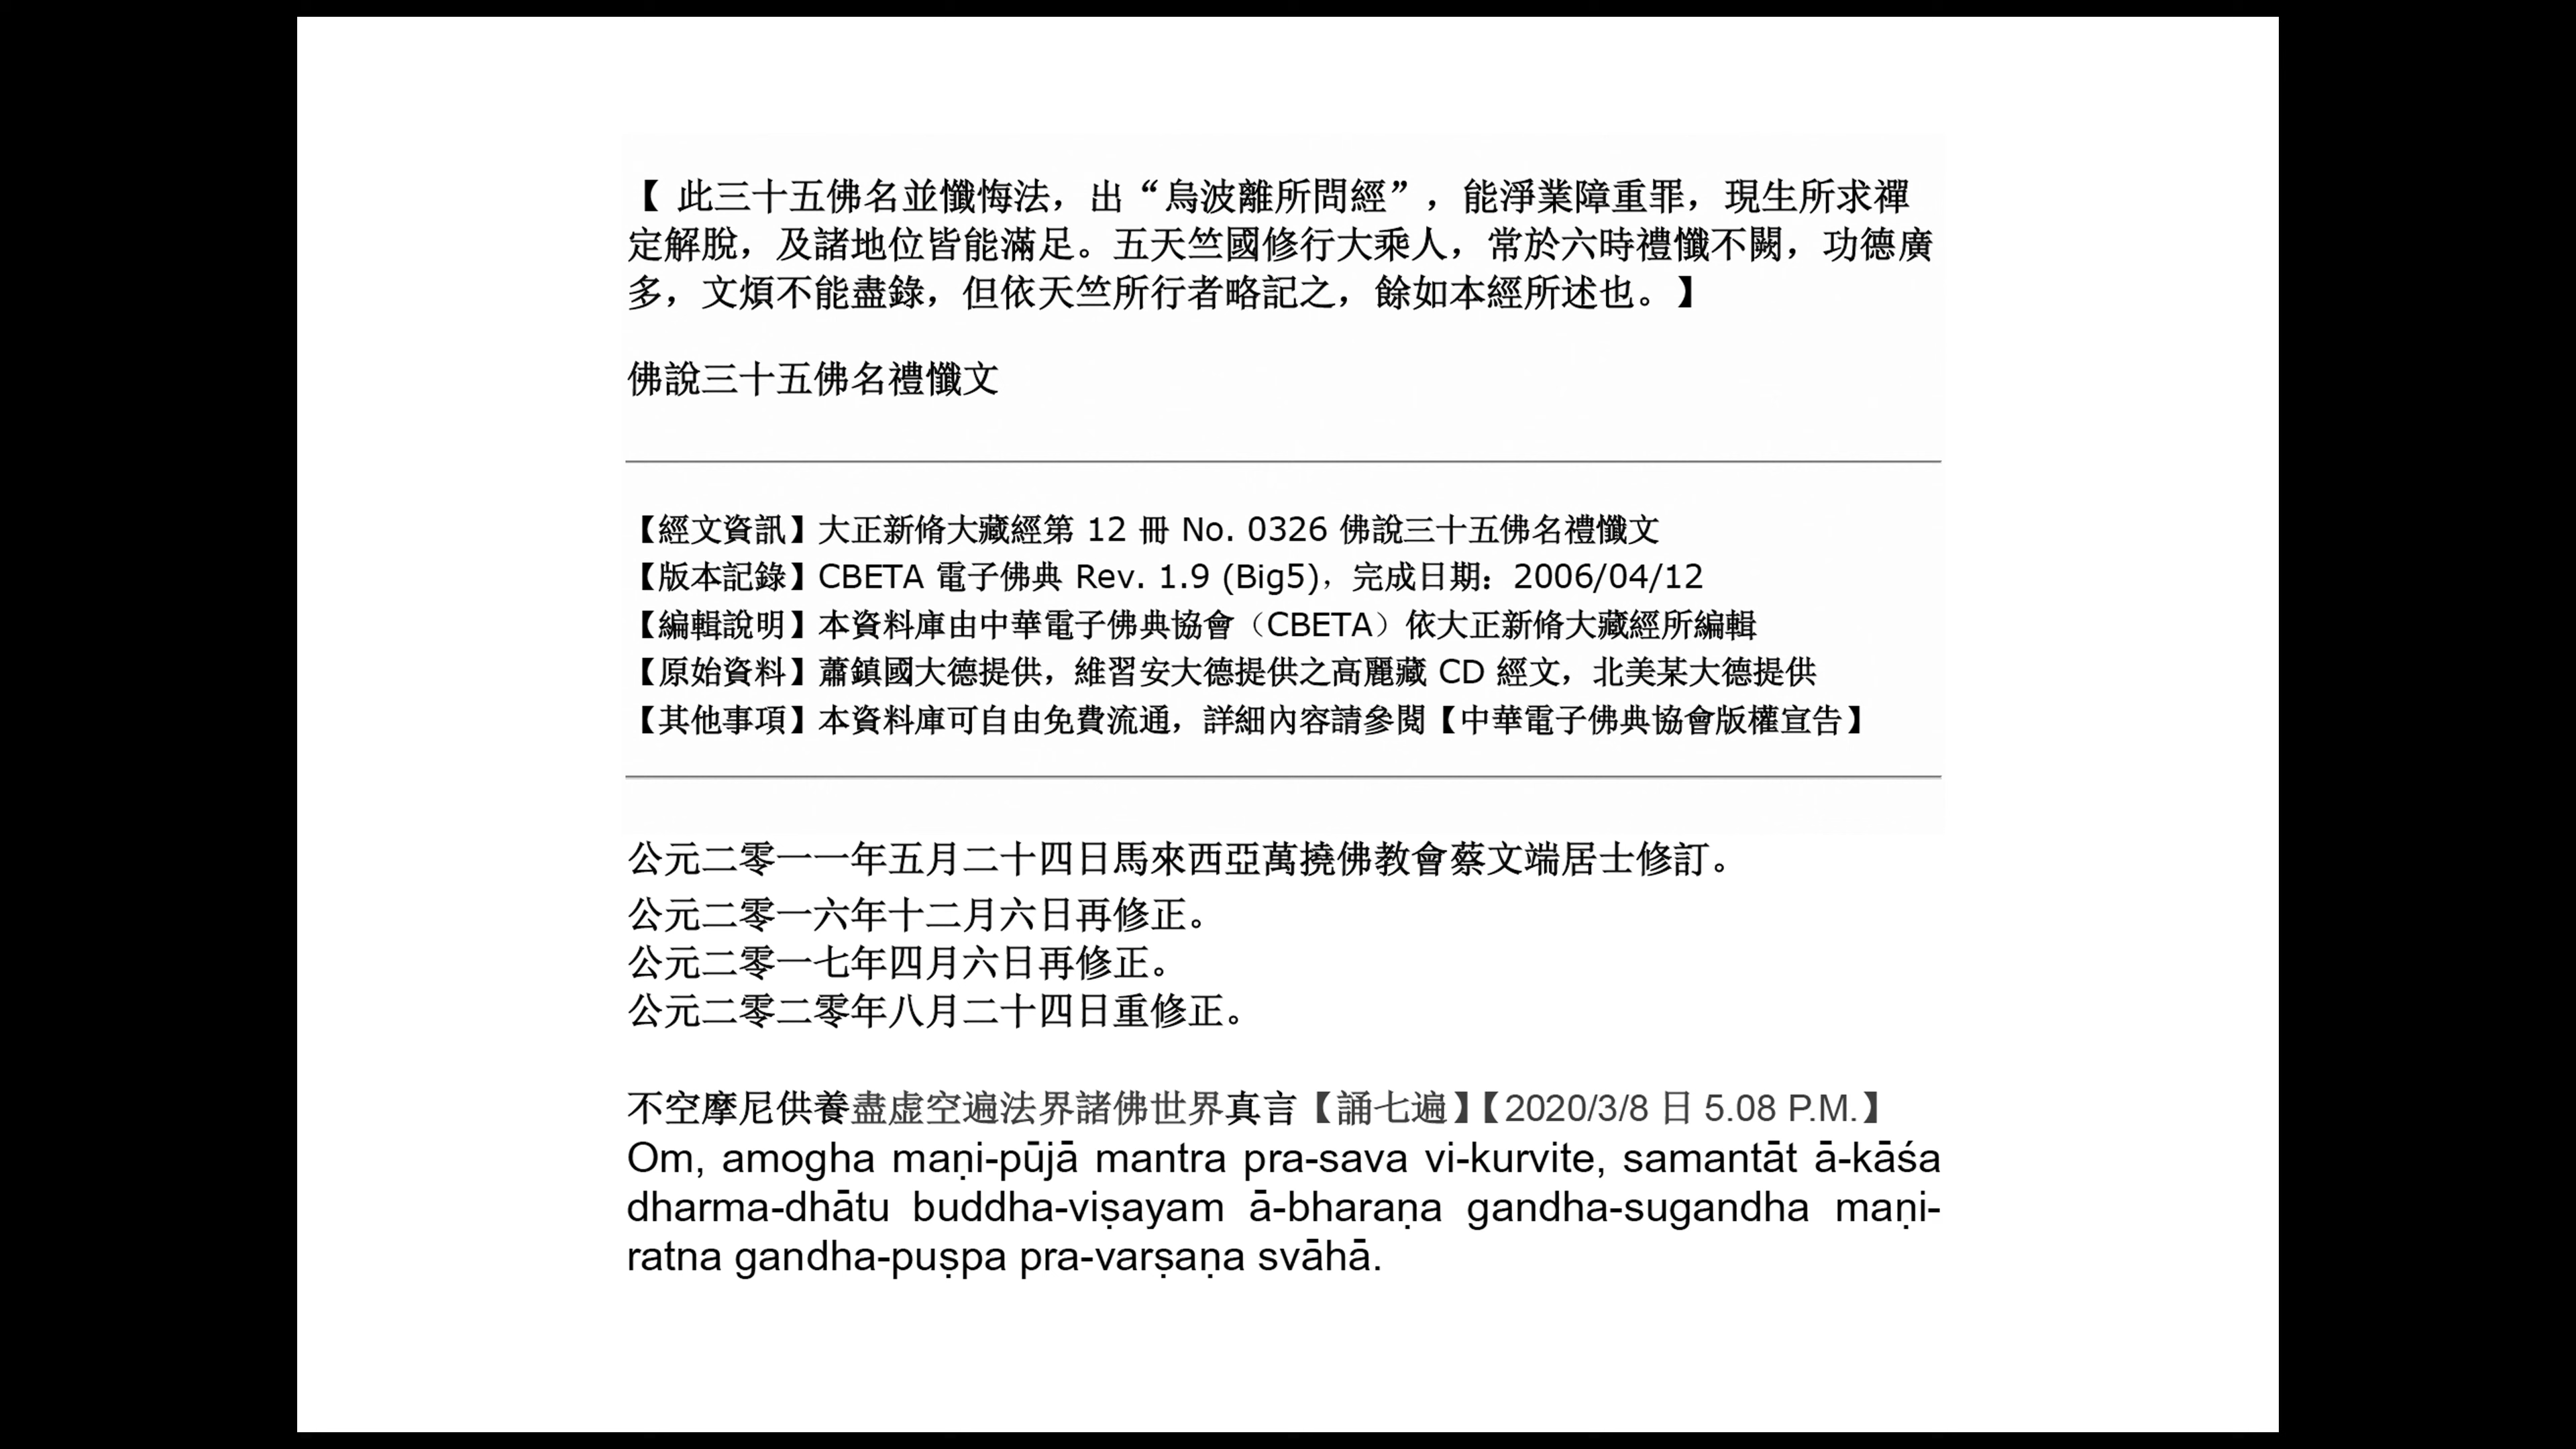 【 此三十五佛名並懺悔法，出“烏波離所問經”，能淨業障重罪，現生所求禪
定解脫，及諸地位皆能滿足。五天竺國修行大乘人，常於六時禮懺不闕，功德廣
多，文煩不能盡錄，但依天竺所行者略記之，餘如本經所述也。】
佛說三十五佛名禮懺文
【經文資訊】大正新脩大藏經第 12 冊 No. 0326 佛說三十五佛名禮懺文
【版本記錄】CBETA 電子佛典 Rev. 1.9 (Big5)，完成日期：2006/04/12
【編輯說明】本資料庫由中華電子佛典協會（CBETA）依大正新脩大藏經所編輯
【原始資料】蕭鎮國大德提供，維習安大德提供之高麗藏 CD 經文，北美某大德提供
【其他事項】本資料庫可自由免費流通，詳細內容請參閱【中華電子佛典協會版權宣告】
公元二零一一年五月二十四日馬來西亞萬撓佛教會蔡文端居士修訂。
公元二零一六年十二月六日再修正。
公元二零一七年四月六日再修正。
公元二零二零年八月二十四日重修正。
不空摩尼供養盡虛空遍法界諸佛世界真言【誦七遍】【2020/3/8 日 5.08 P.M.】
Om, amogha maṇi-pūjā mantra pra-sava vi-kurvite, samantāt ā-kāśa
dharma-dhātu buddha-viṣayam ā-bharaṇa gandha-sugandha maṇi-
ratna gandha-puṣpa pra-varṣaṇa svāhā.